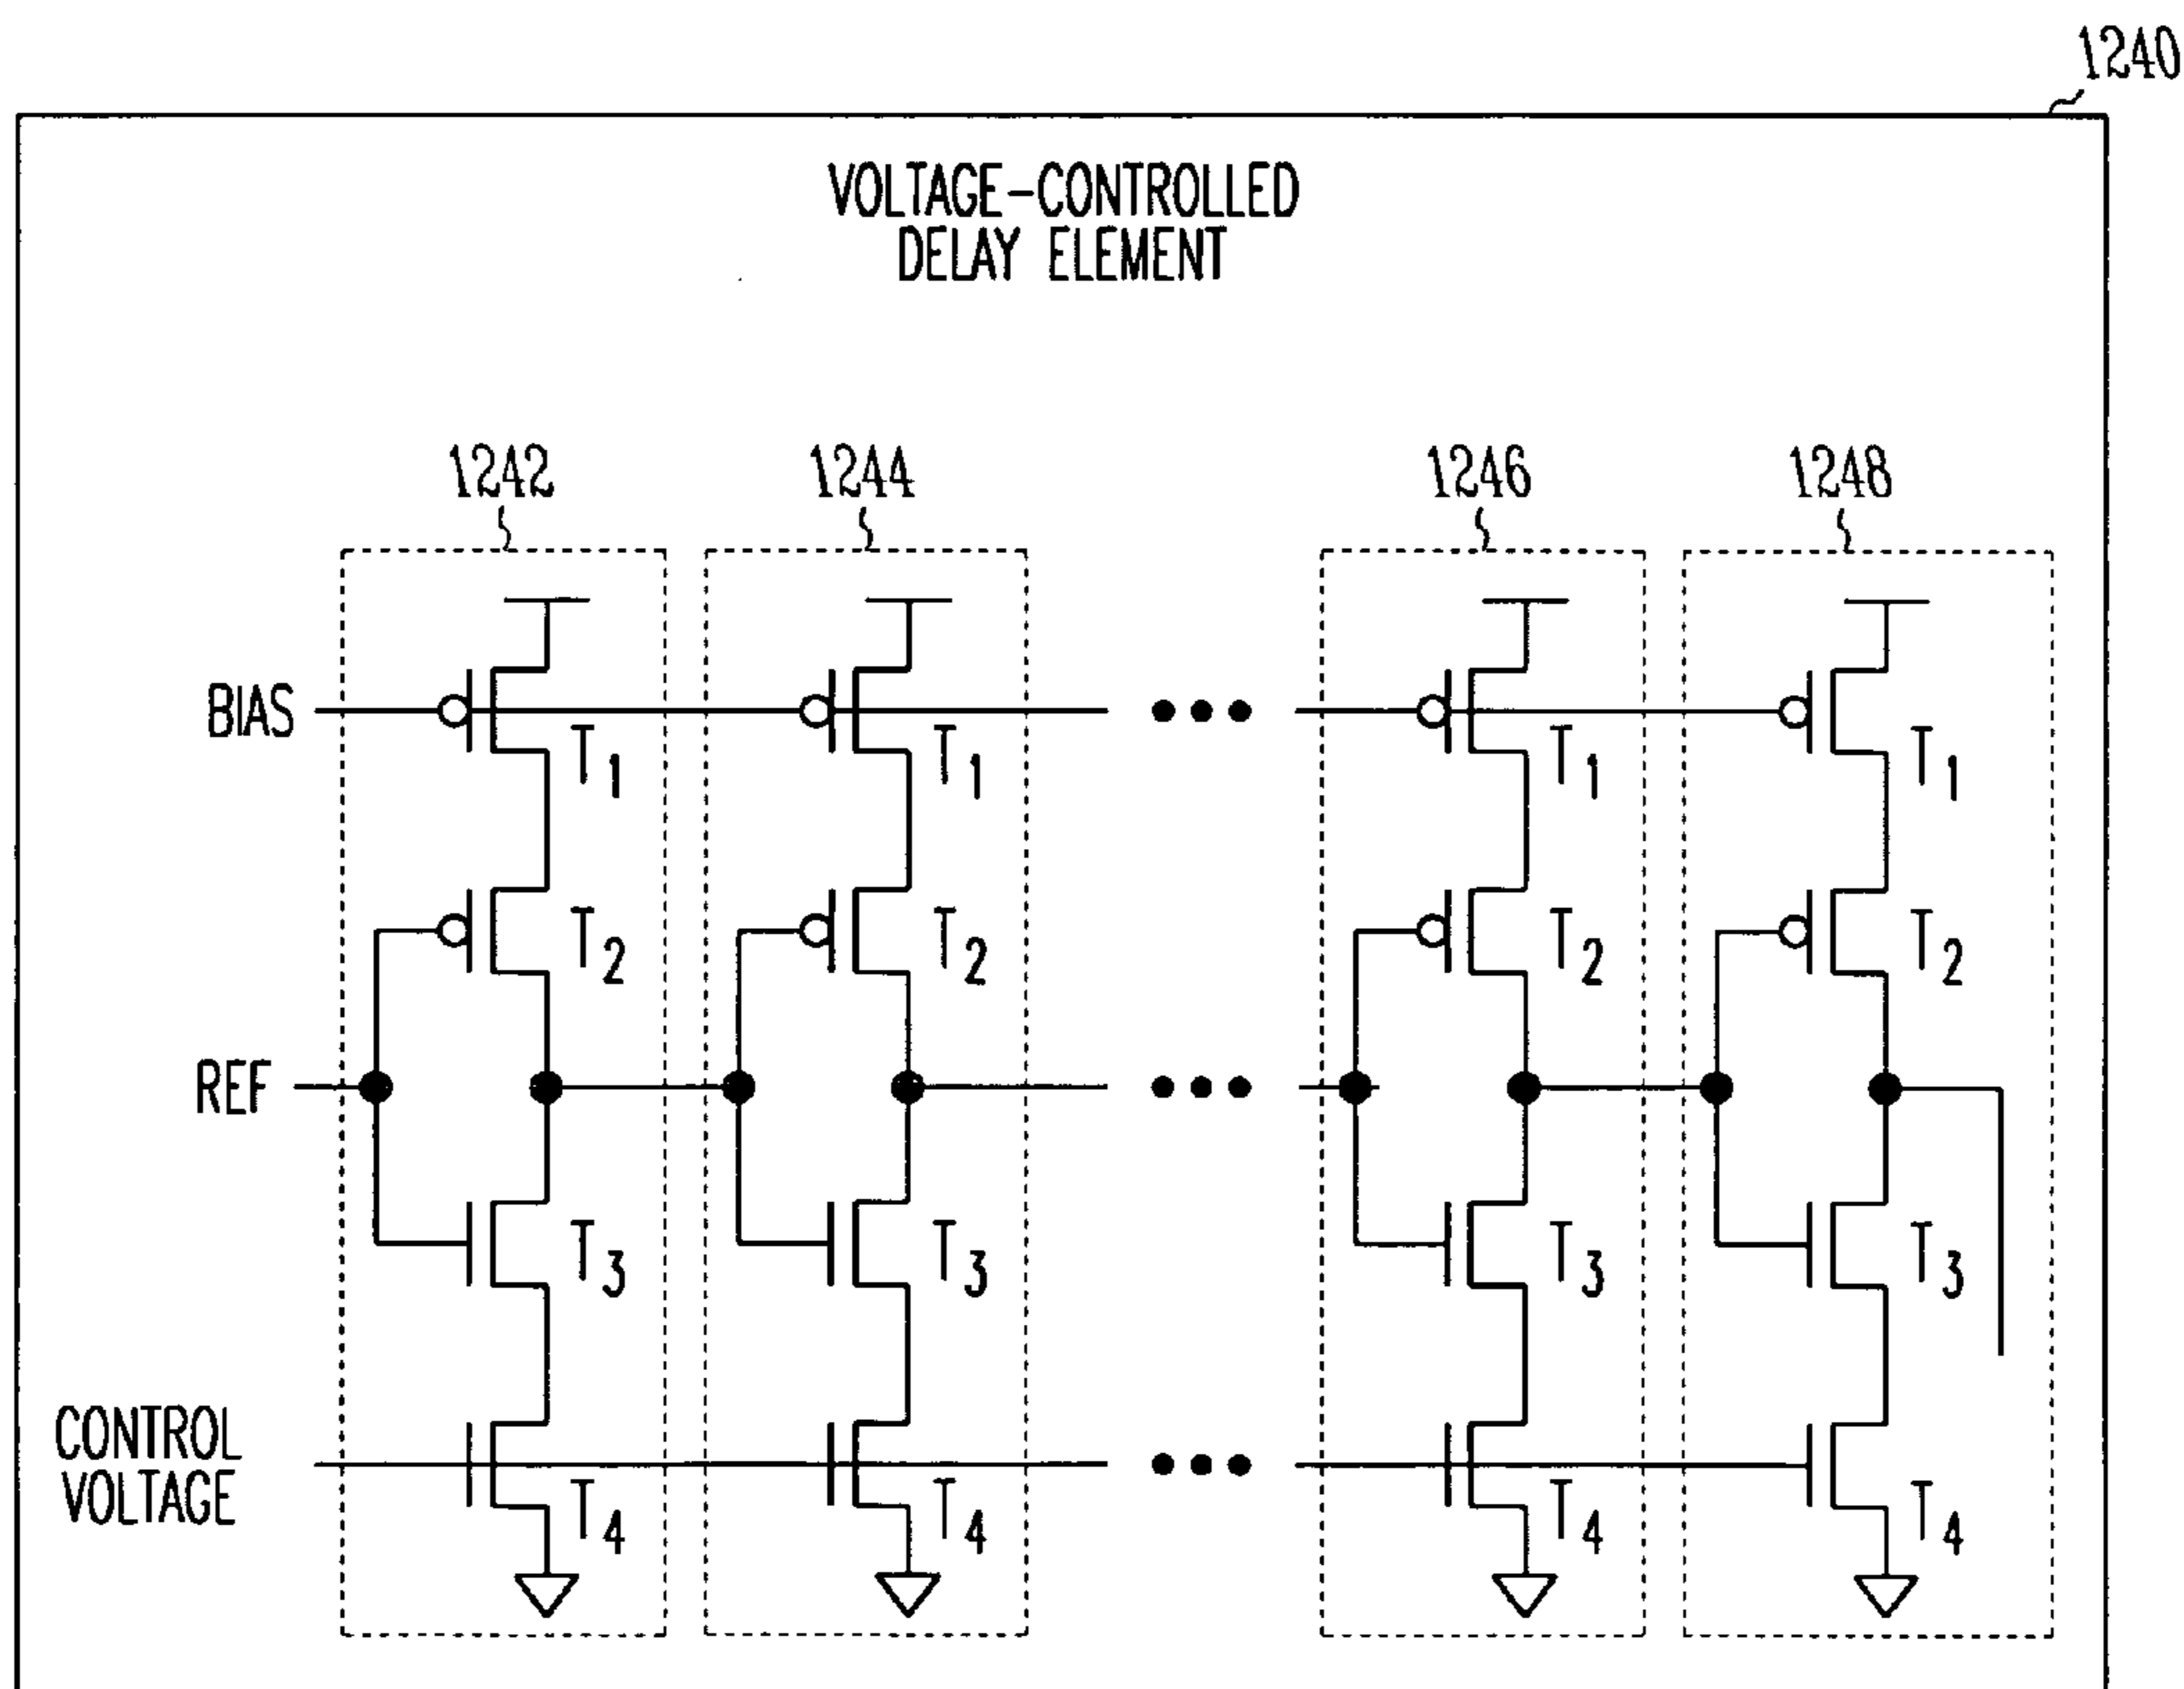 1240
VOLTAGE-CONTROLLED
DELAY ELEMENT
1242 1244 1246 1248
BIAS
T1 T1 T1 T1
T2 T2 T2 T2
REF
T3 T3 T3 T3
CONTROL
VOLTAGE
T4 T4 T4 T4